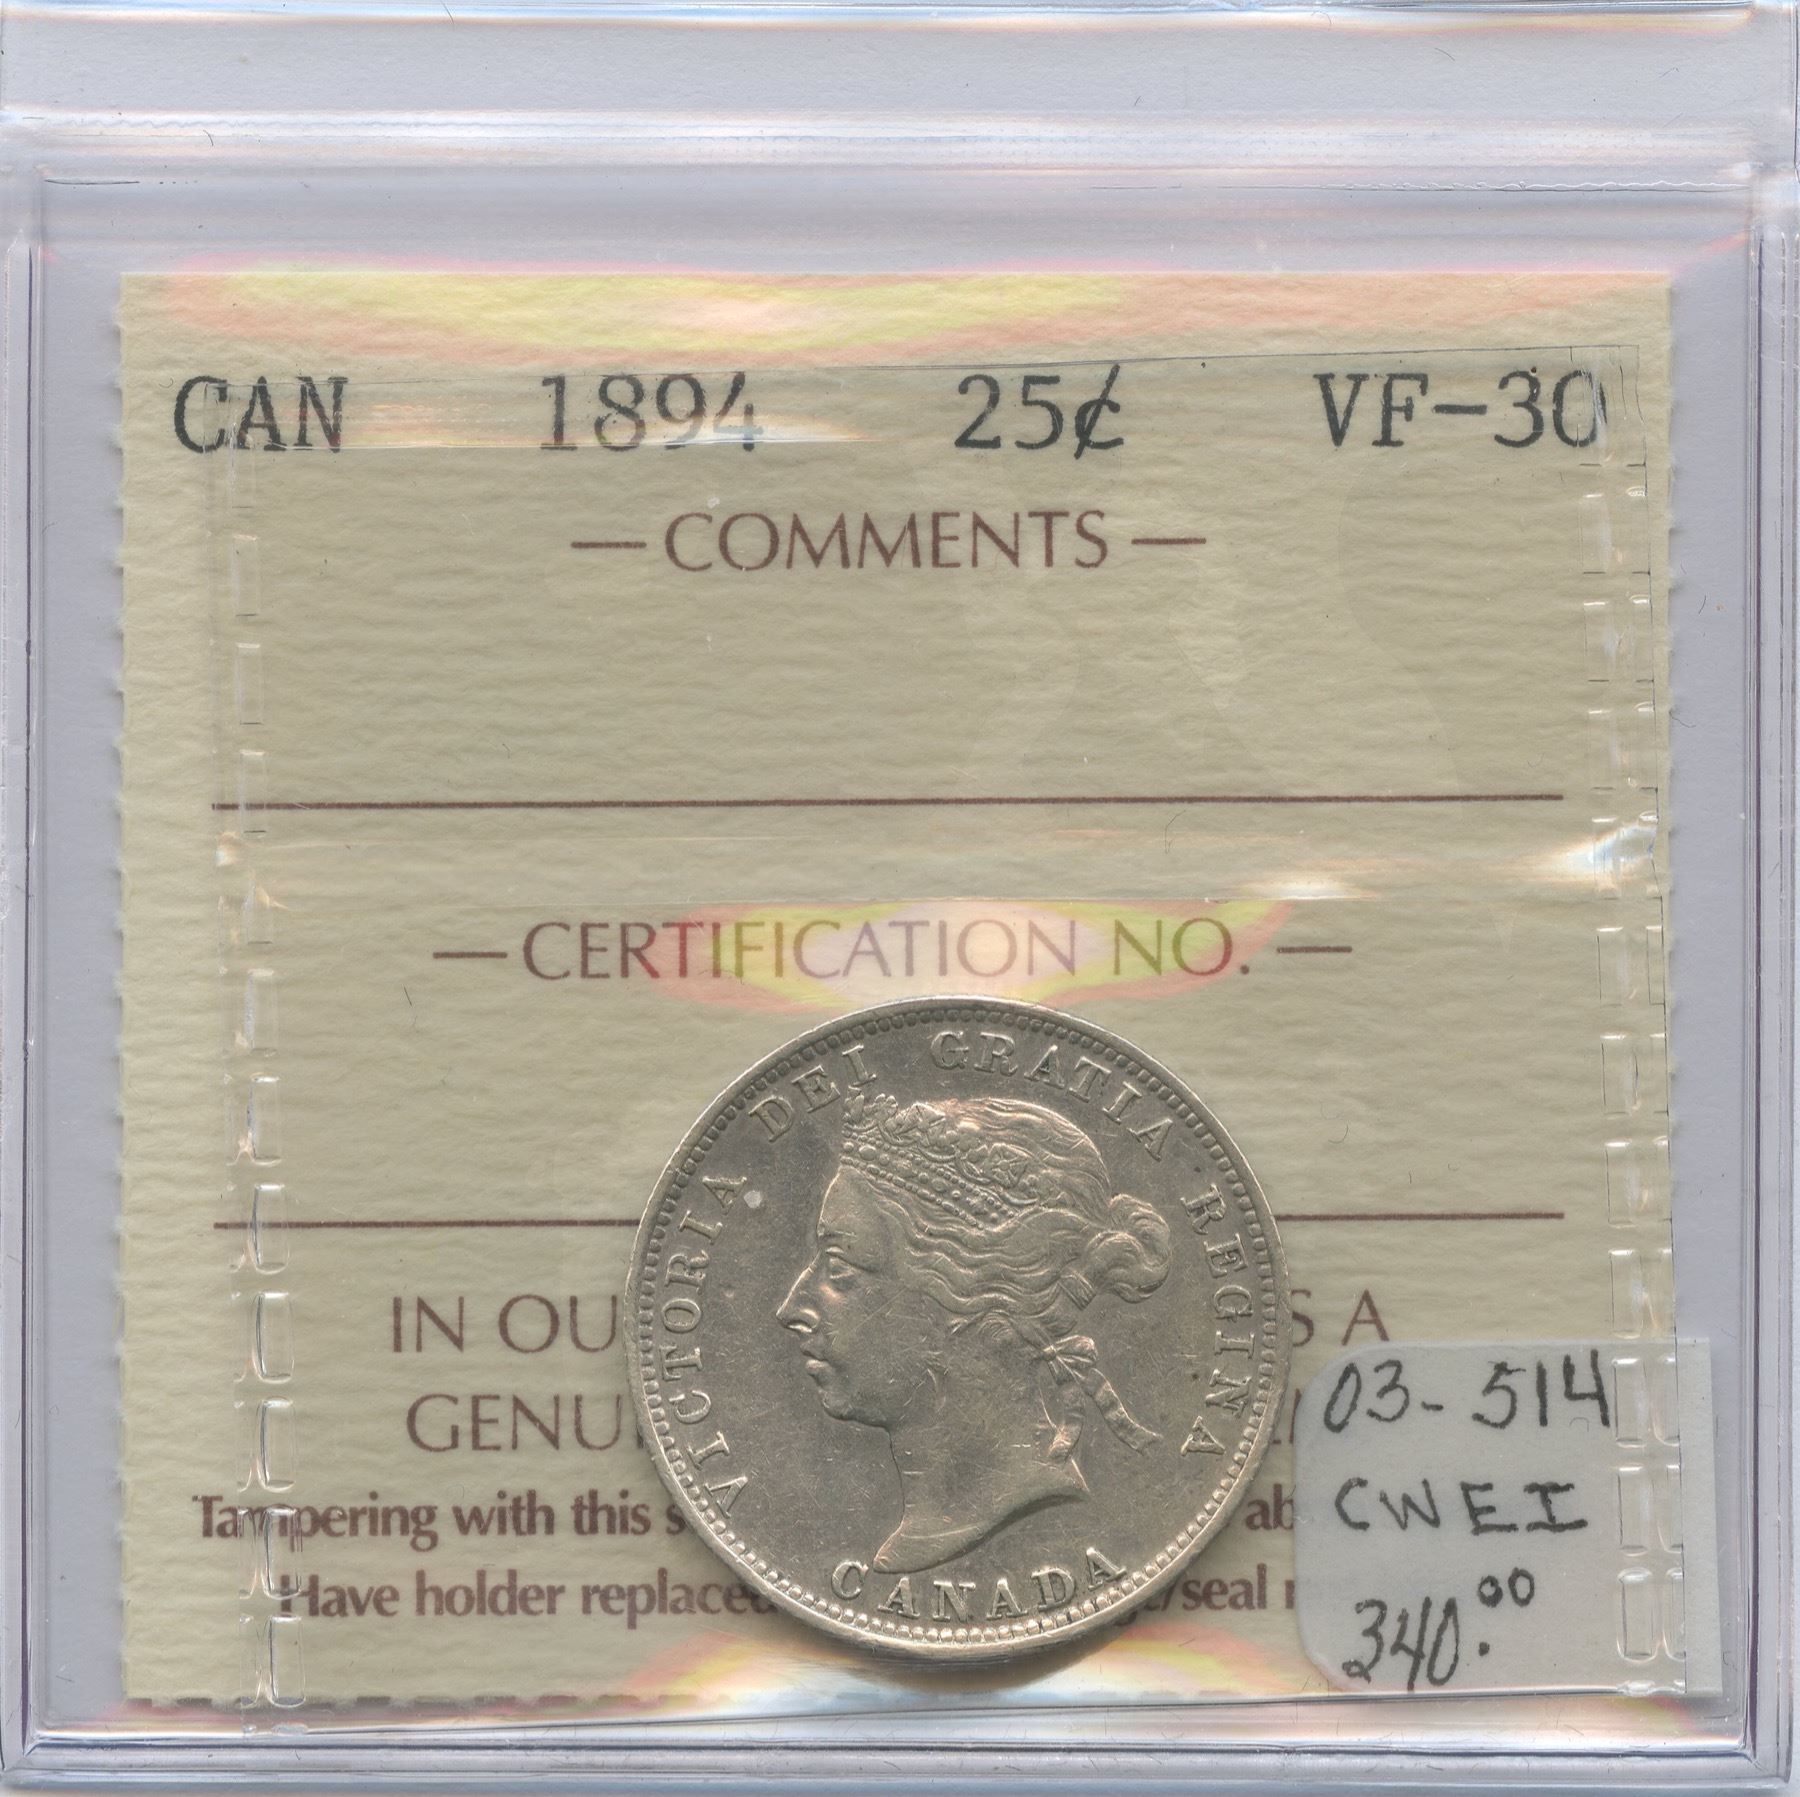 CAN 1894 25¢ VF-30
— COMMENTS —
— CERTIFICATION NO. —
VICTORIA DEI GRATIA REGINA
CANADA
IN OU S A
GENU
Tampering with this s ab
Have holder replaced /seal
03-514
CWEI
340.00